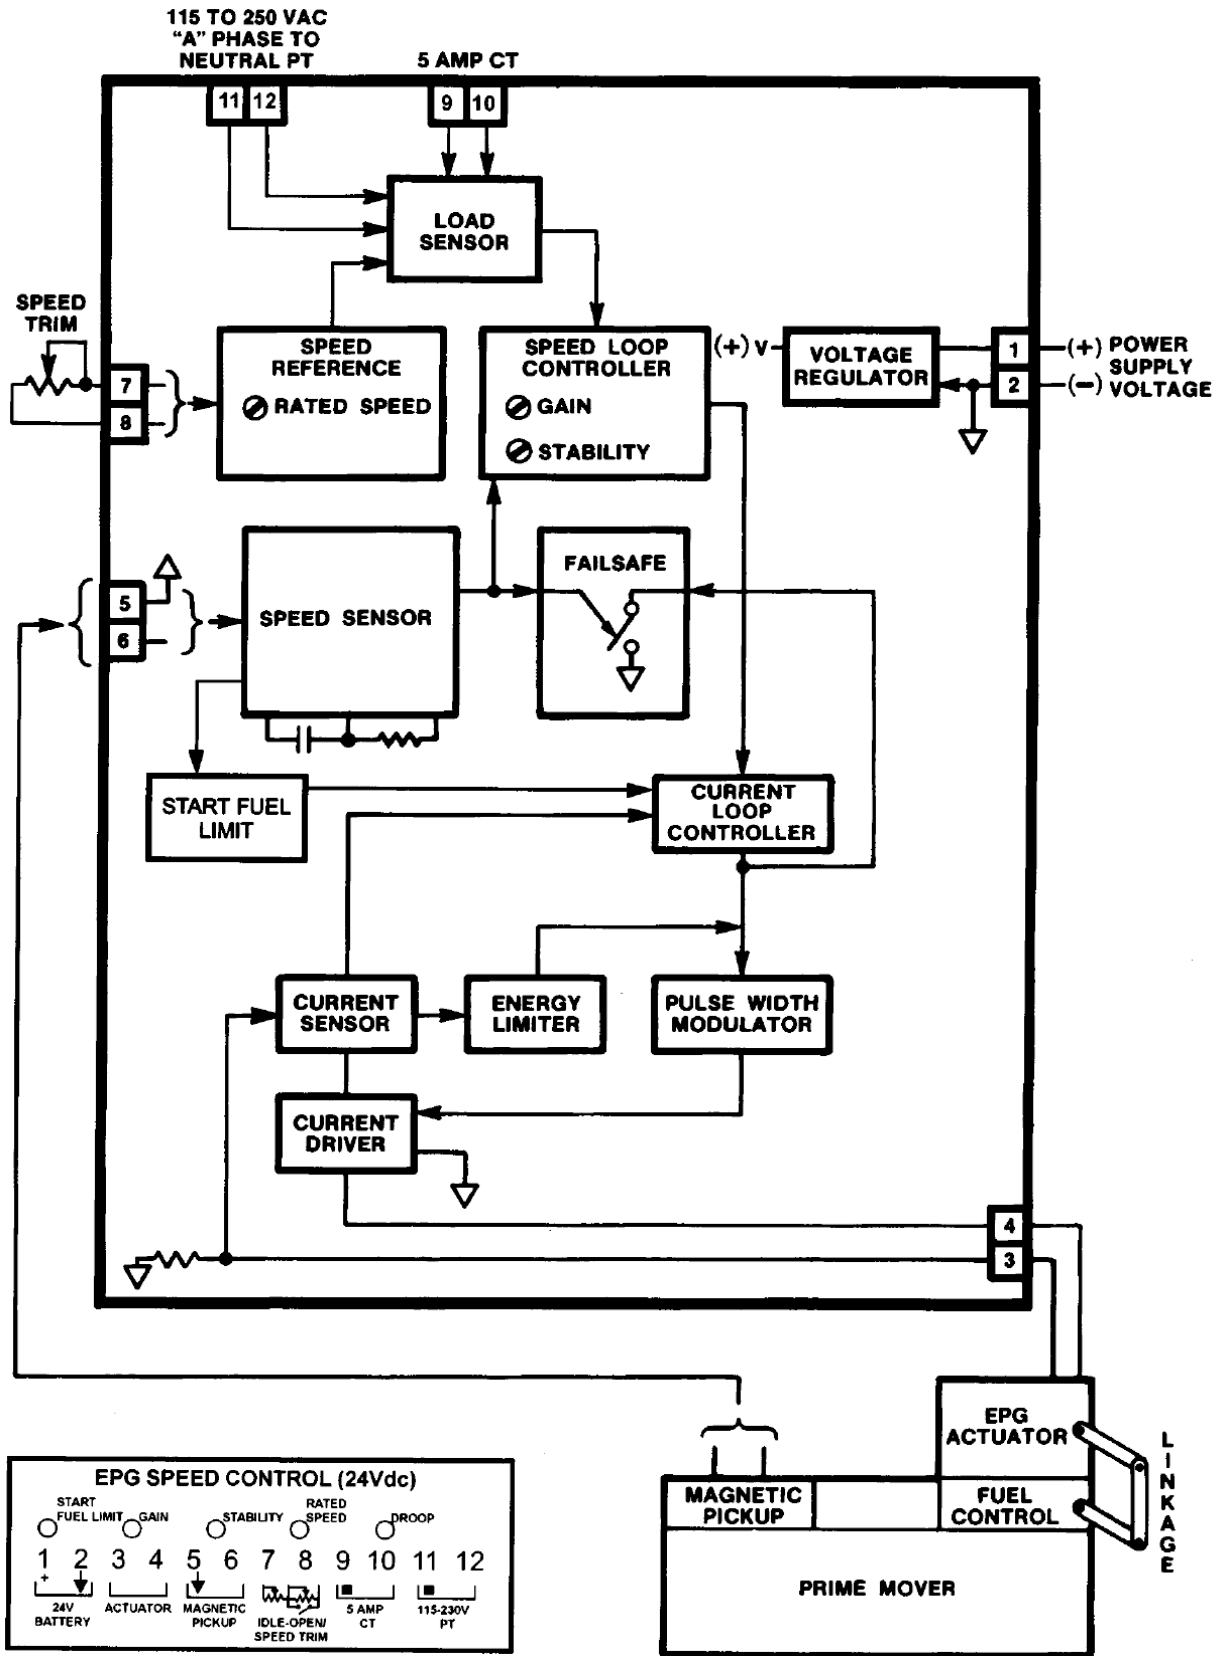 115 TO 250 VAC
“A” PHASE TO
NEUTRAL PT
5 AMP CT
11 12
9 10
LOAD
SENSOR
SPEED
TRIM
7
8
SPEED
REFERENCE
RATED SPEED
SPEED LOOP
CONTROLLER
GAIN
STABILITY
(+) V
VOLTAGE
REGULATOR
1
2
(+) POWER
SUPPLY
(−) VOLTAGE
5
6
SPEED SENSOR
FAILSAFE
START FUEL
LIMIT
CURRENT
LOOP
CONTROLLER
CURRENT
SENSOR
ENERGY
LIMITER
PULSE WIDTH
MODULATOR
CURRENT
DRIVER
4
3
EPG
ACTUATOR
LINKAGE
MAGNETIC
PICKUP
FUEL
CONTROL
PRIME MOVER
EPG SPEED CONTROL (24Vdc)
START
FUEL LIMIT
GAIN
STABILITY
RATED
SPEED
DROOP
1 2 3 4 5 6 7 8 9 10 11 12
+
24V
BATTERY
ACTUATOR
MAGNETIC
PICKUP
IDLE-OPEN/
SPEED TRIM
5 AMP
CT
115-230V
PT